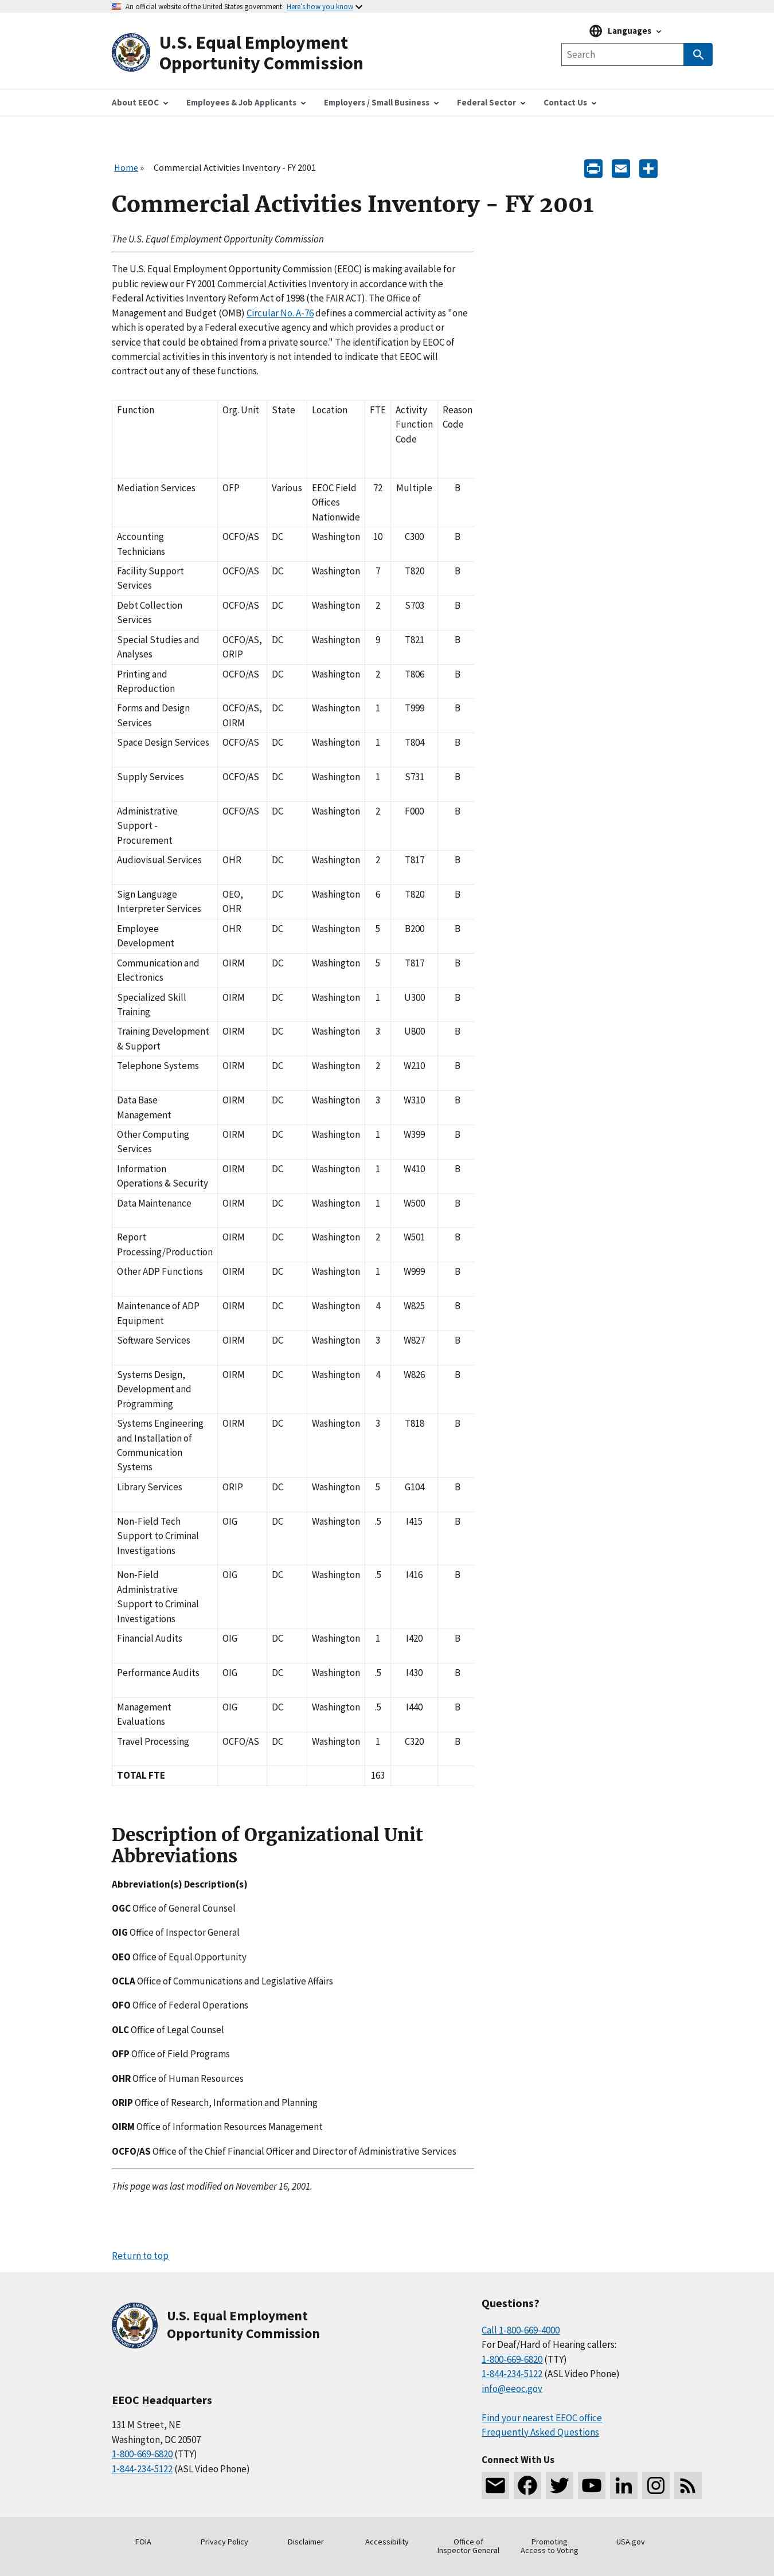 An official website of the United States government Here's how you know
U.S. Equal Employment
Opportunity Commission
Languages
Search
About EEOC
Employees & Job Applicants
Employers / Small Business
Federal Sector
Contact Us
Home » Commercial Activities Inventory - FY 2001
Commercial Activities Inventory - FY 2001
The U.S. Equal Employment Opportunity Commission
The U.S. Equal Employment Opportunity Commission (EEOC) is making available for
public review our FY 2001 Commercial Activities Inventory in accordance with the
Federal Activities Inventory Reform Act of 1998 (the FAIR ACT). The Office of
Management and Budget (OMB) Circular No. A-76 defines a commercial activity as "one
which is operated by a Federal executive agency and which provides a product or
service that could be obtained from a private source." The identification by EEOC of
commercial activities in this inventory is not intended to indicate that EEOC will
contract out any of these functions.
Function Org. Unit State Location FTE Activity Reason
Function Code
Code
Mediation Services OFP Various EEOC Field 72 Multiple B
Offices
Nationwide
Accounting OCFO/AS DC Washington 10 C300 B
Technicians
Facility Support OCFO/AS DC Washington 7 T820 B
Services
Debt Collection OCFO/AS DC Washington 2 S703 B
Services
Special Studies and OCFO/AS, DC Washington 9 T821 B
Analyses ORIP
Printing and OCFO/AS DC Washington 2 T806 B
Reproduction
Forms and Design OCFO/AS, DC Washington 1 T999 B
Services OIRM
Space Design Services OCFO/AS DC Washington 1 T804 B
Supply Services OCFO/AS DC Washington 1 S731 B
Administrative OCFO/AS DC Washington 2 F000 B
Support -
Procurement
Audiovisual Services OHR DC Washington 2 T817 B
Sign Language OEO, DC Washington 6 T820 B
Interpreter Services OHR
Employee OHR DC Washington 5 B200 B
Development
Communication and OIRM DC Washington 5 T817 B
Electronics
Specialized Skill OIRM DC Washington 1 U300 B
Training
Training Development OIRM DC Washington 3 U800 B
& Support
Telephone Systems OIRM DC Washington 2 W210 B
Data Base OIRM DC Washington 3 W310 B
Management
Other Computing OIRM DC Washington 1 W399 B
Services
Information OIRM DC Washington 1 W410 B
Operations & Security
Data Maintenance OIRM DC Washington 1 W500 B
Report OIRM DC Washington 2 W501 B
Processing/Production
Other ADP Functions OIRM DC Washington 1 W999 B
Maintenance of ADP OIRM DC Washington 4 W825 B
Equipment
Software Services OIRM DC Washington 3 W827 B
Systems Design, OIRM DC Washington 4 W826 B
Development and
Programming
Systems Engineering OIRM DC Washington 3 T818 B
and Installation of
Communication
Systems
Library Services ORIP DC Washington 5 G104 B
Non-Field Tech OIG DC Washington .5 I415 B
Support to Criminal
Investigations
Non-Field OIG DC Washington .5 I416 B
Administrative
Support to Criminal
Investigations
Financial Audits OIG DC Washington 1 I420 B
Performance Audits OIG DC Washington .5 I430 B
Management OIG DC Washington .5 I440 B
Evaluations
Travel Processing OCFO/AS DC Washington 1 C320 B
TOTAL FTE 163
Description of Organizational Unit
Abbreviations
Abbreviation(s) Description(s)
OGC Office of General Counsel
OIG Office of Inspector General
OEO Office of Equal Opportunity
OCLA Office of Communications and Legislative Affairs
OFO Office of Federal Operations
OLC Office of Legal Counsel
OFP Office of Field Programs
OHR Office of Human Resources
ORIP Office of Research, Information and Planning
OIRM Office of Information Resources Management
OCFO/AS Office of the Chief Financial Officer and Director of Administrative Services
This page was last modified on November 16, 2001.
Return to top
U.S. Equal Employment
Opportunity Commission
EEOC Headquarters
131 M Street, NE
Washington, DC 20507
1-800-669-6820 (TTY)
1-844-234-5122 (ASL Video Phone)
Questions?
Call 1-800-669-4000
For Deaf/Hard of Hearing callers:
1-800-669-6820 (TTY)
1-844-234-5122 (ASL Video Phone)
info@eeoc.gov
Find your nearest EEOC office
Frequently Asked Questions
Connect With Us
FOIA
Privacy Policy
Disclaimer
Accessibility
Office of
Inspector General
Promoting
Access to Voting
USA.gov